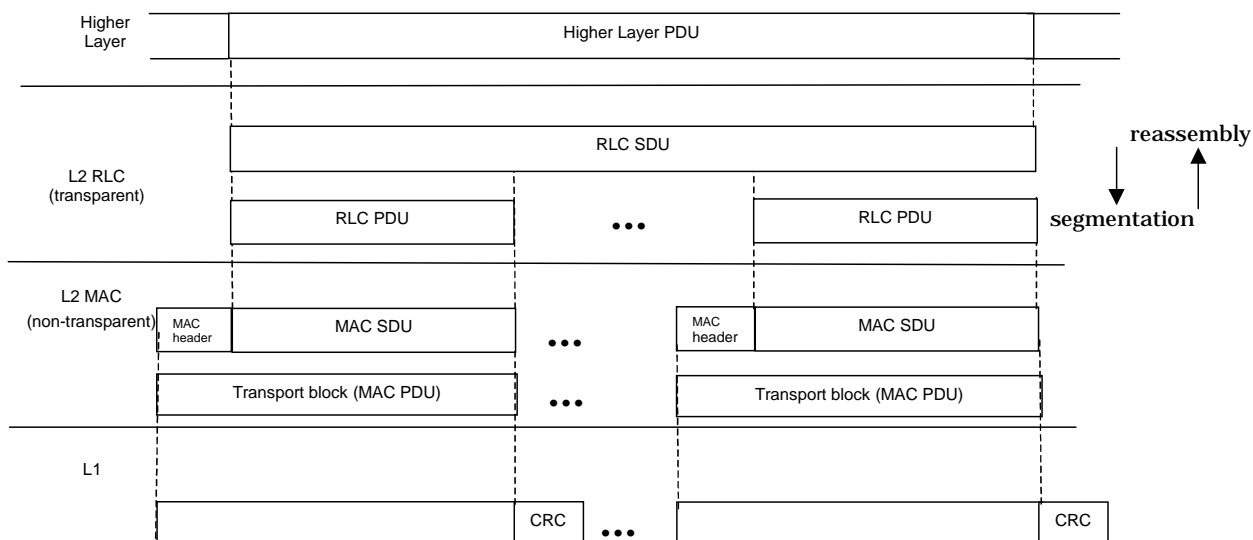 Higher
Layer
Higher Layer PDU
RLC SDU
reassembly
L2 RLC
(transparent)
RLC PDU
•••
RLC PDU
segmentation
L2 MAC
(non-transparent)
MAC
header
MAC SDU
•••
MAC
header
MAC SDU
Transport block (MAC PDU)
•••
Transport block (MAC PDU)
L1
CRC
•••
CRC